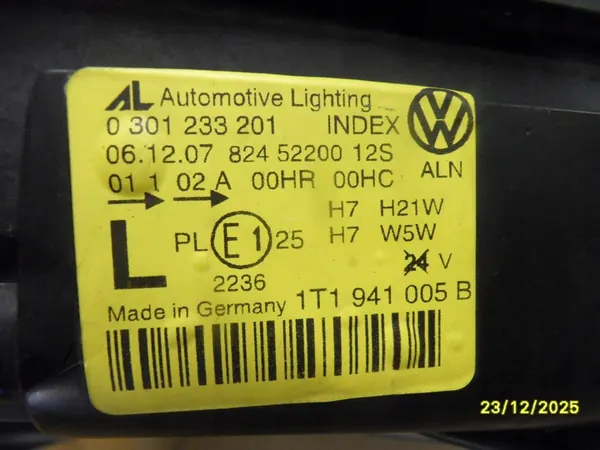 AL Automotive Lighting
0 301 233 201 INDEX
06.12.07 824 52200 12S
ALN
01 1 02 A 00HR 00HC
H7 H21W
L PL E1 25 H7 W5W
2236
24 V
Made in Germany 1T1 941 005 B
23/12/2025